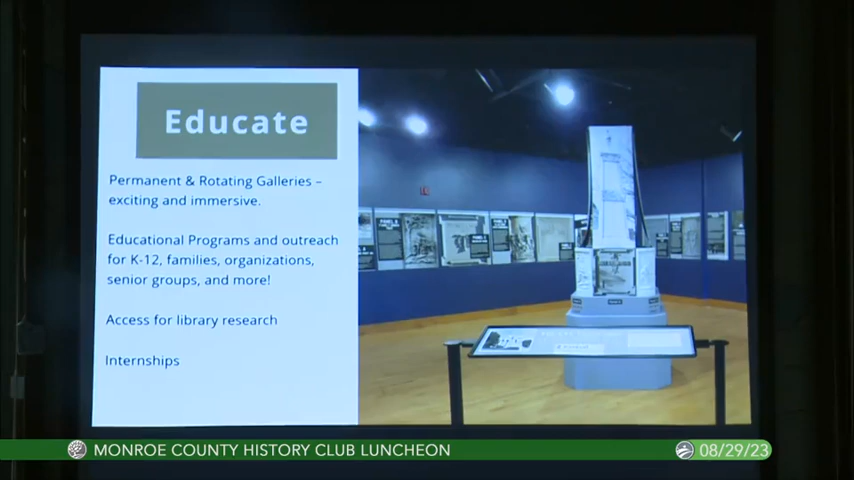 Educate
Permanent & Rotating Galleries –
exciting and immersive.
Educational Programs and outreach
for K-12, families, organizations,
senior groups, and more!
Access for library research
Internships
MONROE COUNTY HISTORY CLUB LUNCHEON
08/29/23